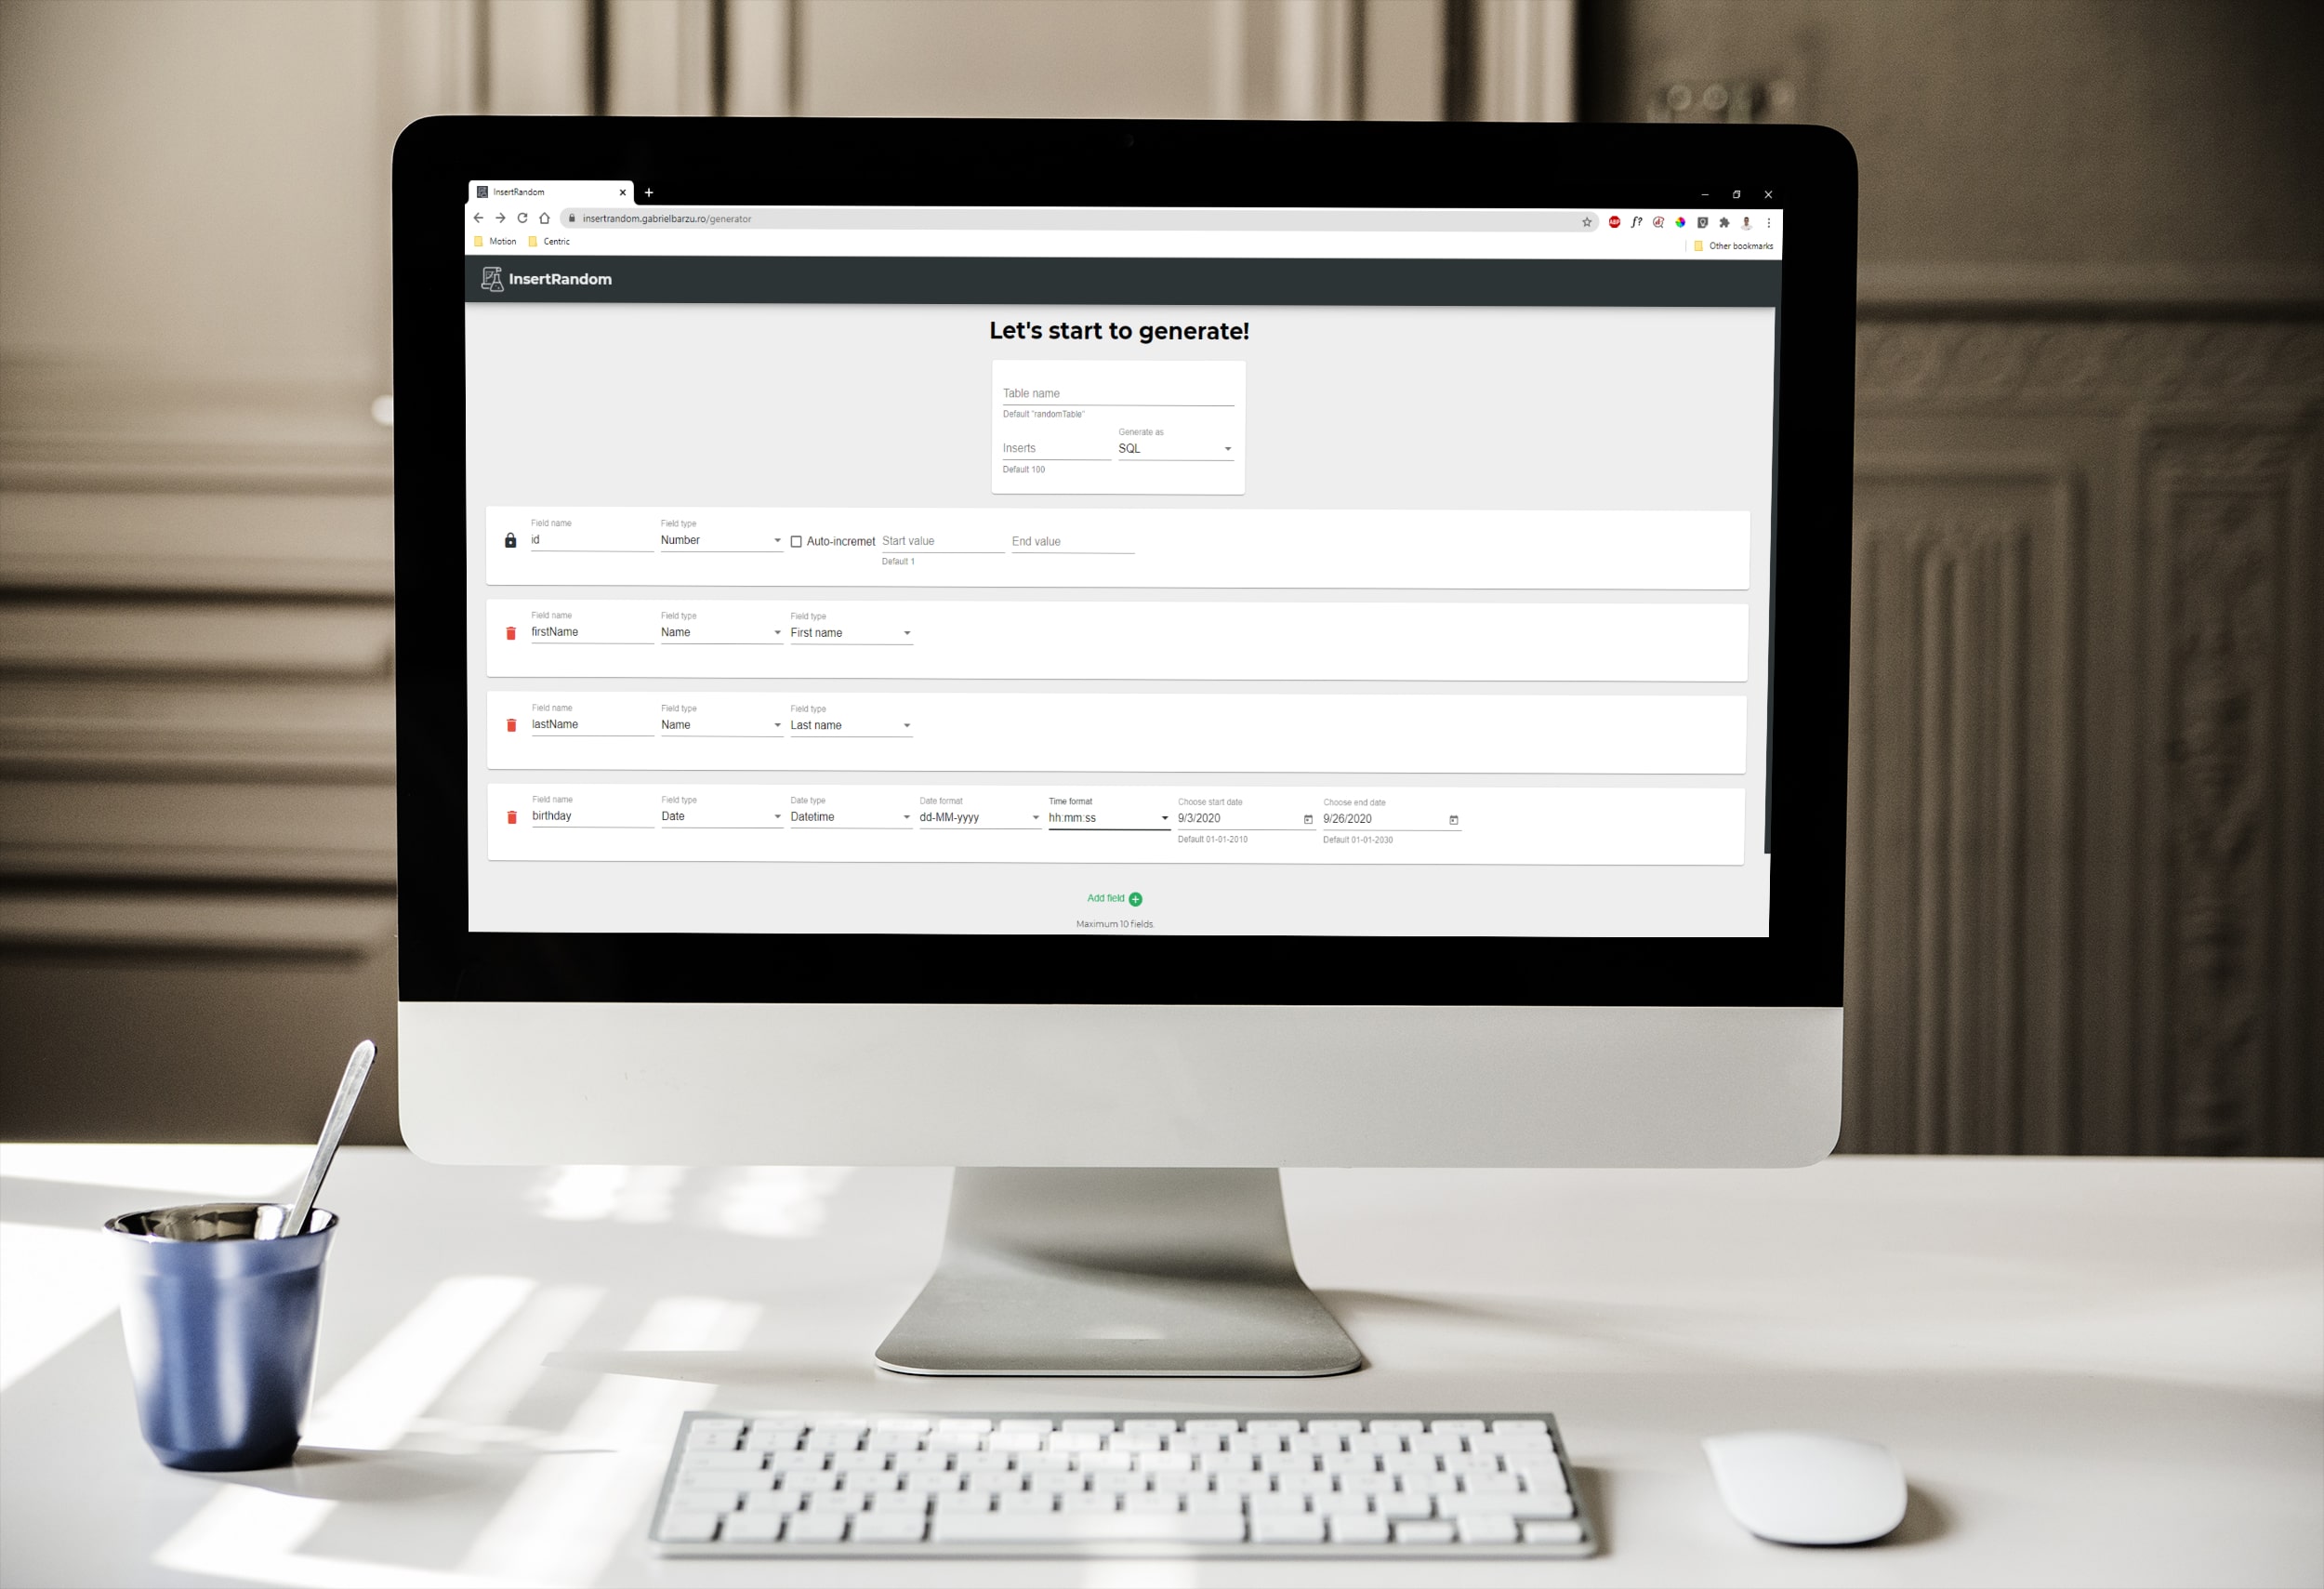 InsertRandom
insertrandom.gabrielbarzu.ro/generator
ABP f?
Motion Centric Other bookmarks
InsertRandom
Let's start to generate!
Table name
Default "randomTable"
Generate as
Inserts SQL
Default 100
Field name Field type
id Number Auto-incremet Start value End value
Default 1
Field name Field type Field type
firstName Name First name
Field name Field type Field type
lastName Name Last name
Field name Field type Date type Date format Time format Choose start date Choose end date
birthday Date Datetime dd-MM-yyyy hh:mm:ss 9/3/2020 9/26/2020
Default 01-01-2010 Default 01-01-2030
Add field
Maximum 10 fields.